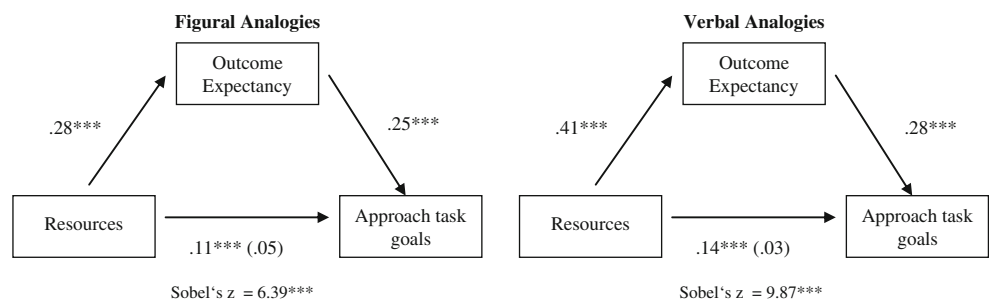 Figural Analogies
Outcome
Expectancy
.28***
.25***
Resources
Approach task
goals
.11*** (.05)
Sobel‘s z = 6.39***
Verbal Analogies
Outcome
Expectancy
.41***
.28***
Resources
Approach task
goals
.14*** (.03)
Sobel‘s z = 9.87***